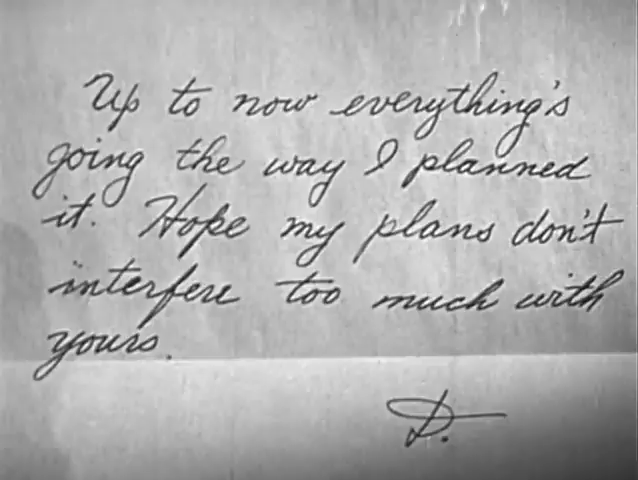 Up to now everything's
going the way I planned
it. Hope my plans don't
interfere too much with
yours.
D.